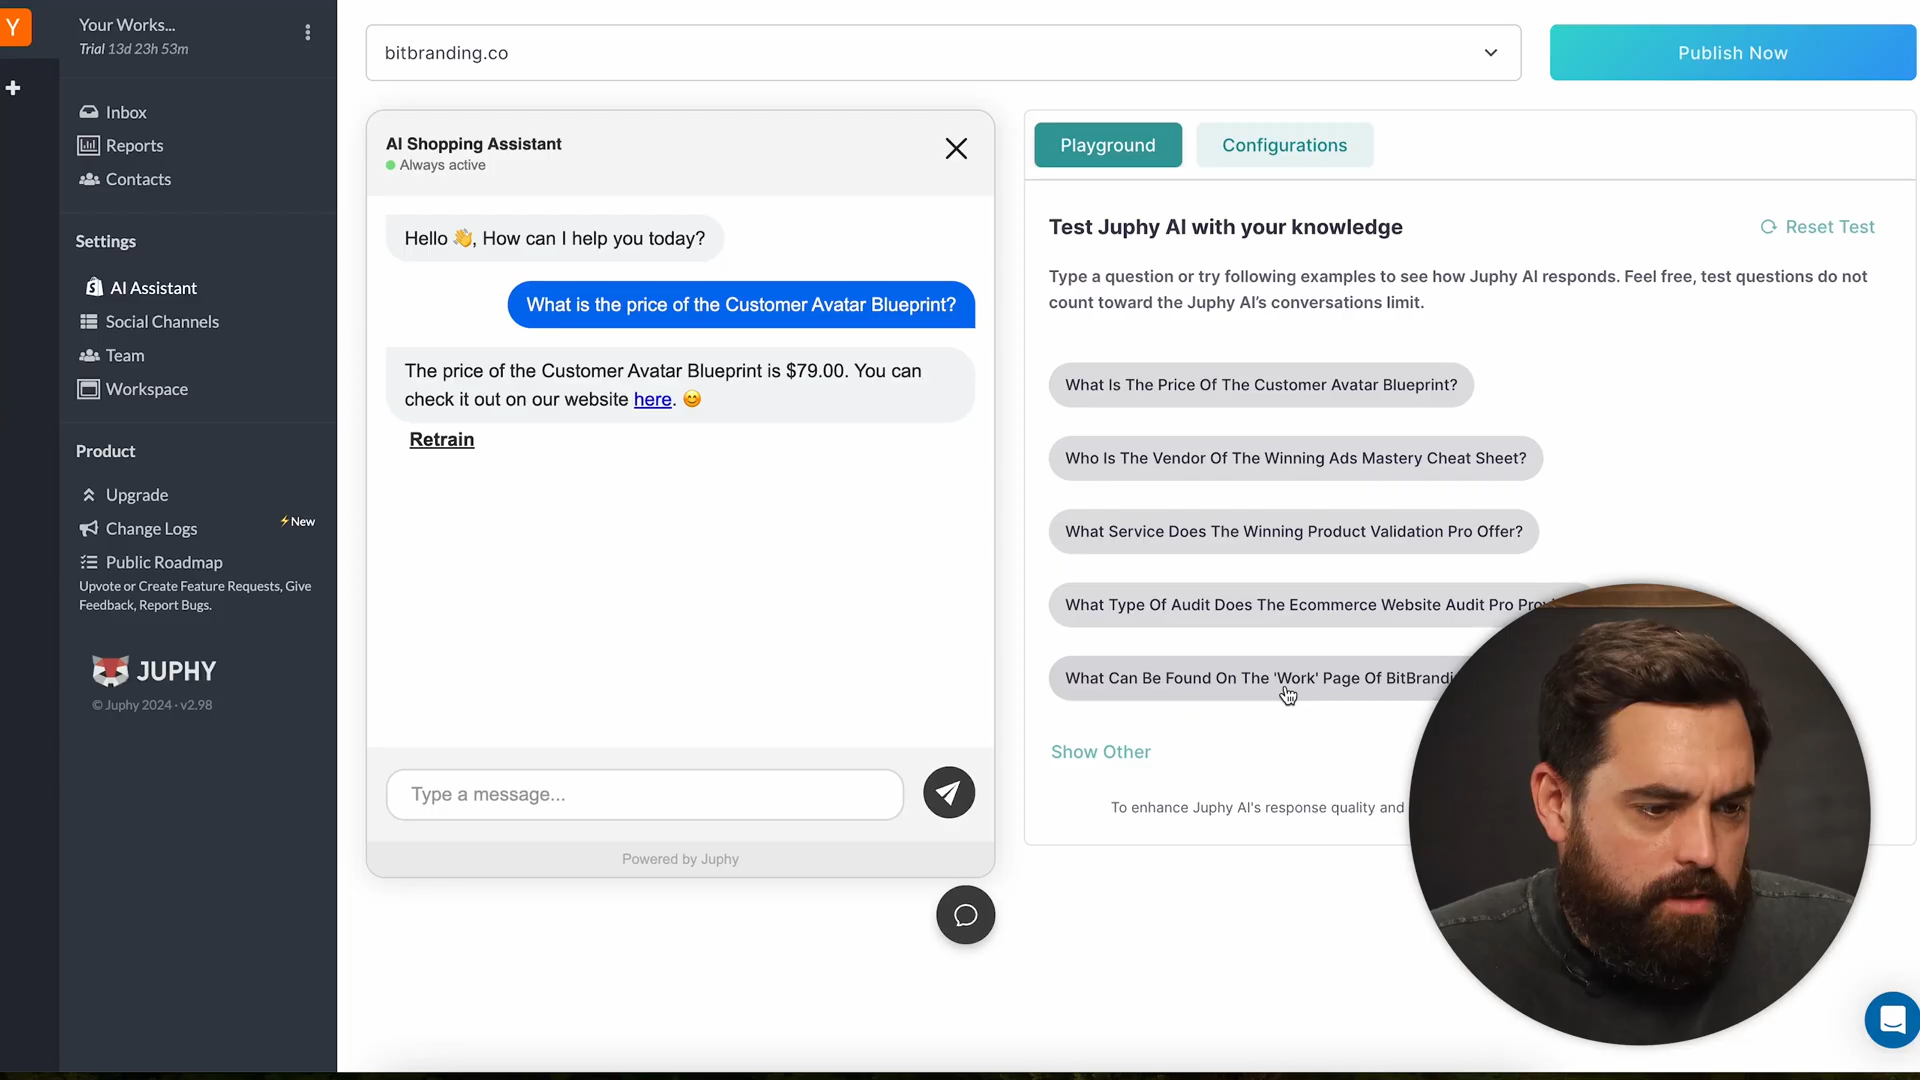 Y
Your Works...
Trial 13d 23h 53m
Inbox
Reports
Contacts
Settings
AI Assistant
Social Channels
Team
Workspace
Product
Upgrade
Change Logs
⚡New
Public Roadmap
Upvote or Create Feature Requests, Give
Feedback, Report Bugs.
JUPHY
© Juphy 2024 · v2.98
bitbranding.co
Publish Now
AI Shopping Assistant
Always active
Hello 👋, How can I help you today?
What is the price of the Customer Avatar Blueprint?
The price of the Customer Avatar Blueprint is $79.00. You can
check it out on our website here. 😊
Retrain
Type a message...
Powered by Juphy
Playground
Configurations
Test Juphy AI with your knowledge
Reset Test
Type a question or try following examples to see how Juphy AI responds. Feel free, test questions do not
count toward the Juphy AI's conversations limit.
What Is The Price Of The Customer Avatar Blueprint?
Who Is The Vendor Of The Winning Ads Mastery Cheat Sheet?
What Service Does The Winning Product Validation Pro Offer?
What Type Of Audit Does The Ecommerce Website Audit Pro
What Can Be Found On The 'Work' Page Of
Show Other
To enhance Juphy AI's response quality and